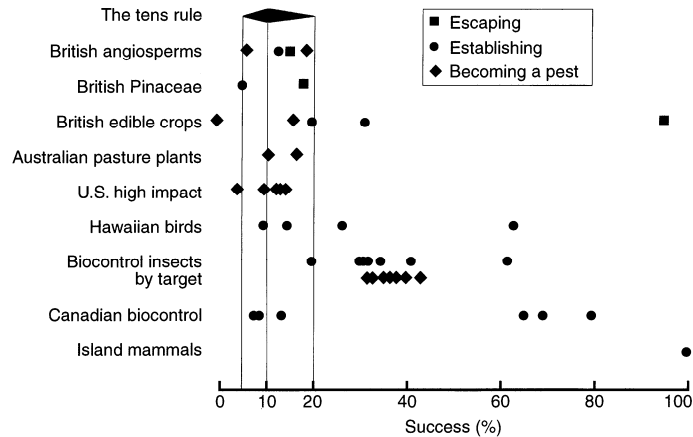 The tens rule
Escaping
Establishing
Becoming a pest
British angiosperms
British Pinaceae
British edible crops
Australian pasture plants
U.S. high impact
Hawaiian birds
Biocontrol insects
by target
Canadian biocontrol
Island mammals
0 10 20 40 60 80 100
Success (%)